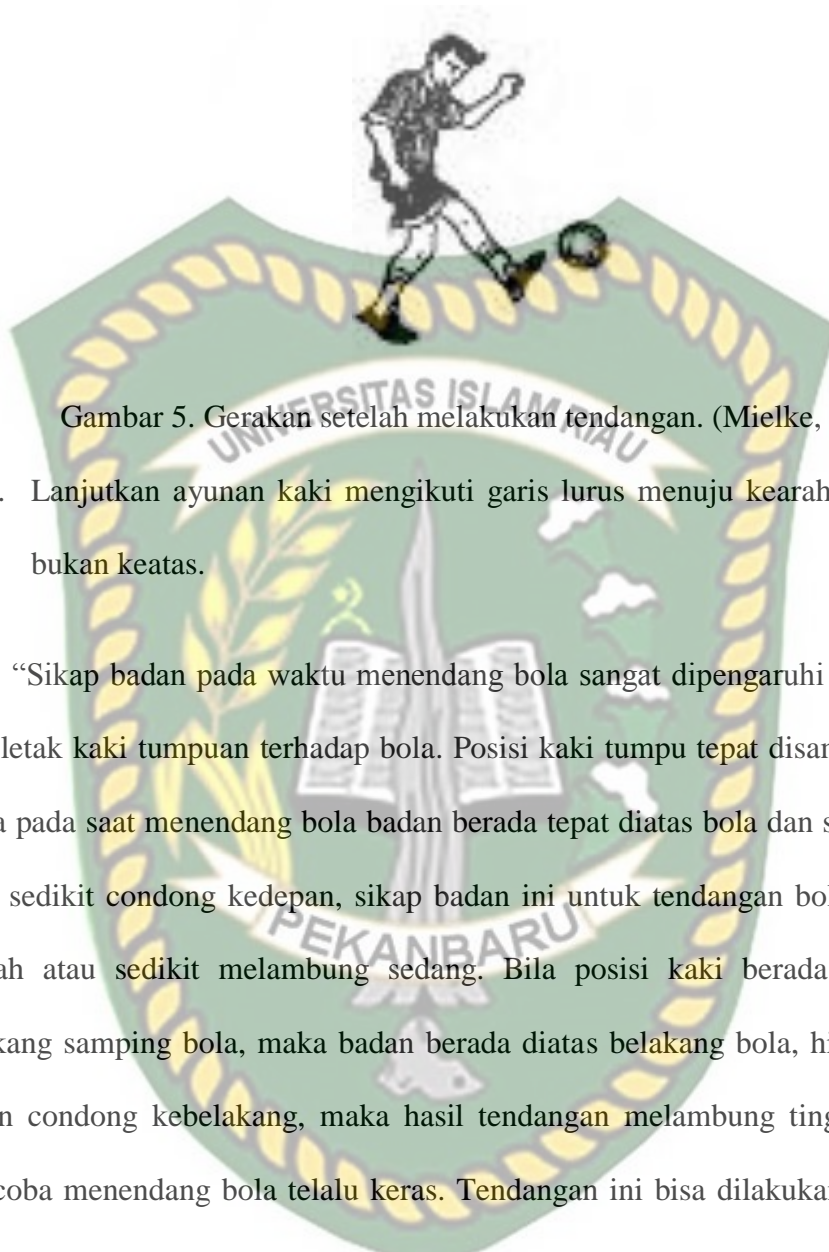 Gambar 5. Gerakan setelah melakukan tendangan. (Mielke,
UNIVERSITAS ISLAM RIAU
. Lanjutkan ayunan kaki mengikuti garis lurus menuju kearah
bukan keatas.
“Sikap badan pada waktu menendang bola sangat dipengaruhi
letak kaki tumpuan terhadap bola. Posisi kaki tumpu tepat disar
a pada saat menendang bola badan berada tepat diatas bola dan s
sedikit condong kedepan, sikap badan ini untuk tendangan bol
PEKANBARU
ah atau sedikit melambung sedang. Bila posisi kaki berada
kang samping bola, maka badan berada diatas belakang bola, hi
n condong kebelakang, maka hasil tendangan melambung ting
coba menendang bola telalu keras. Tendangan ini bisa dilakukan